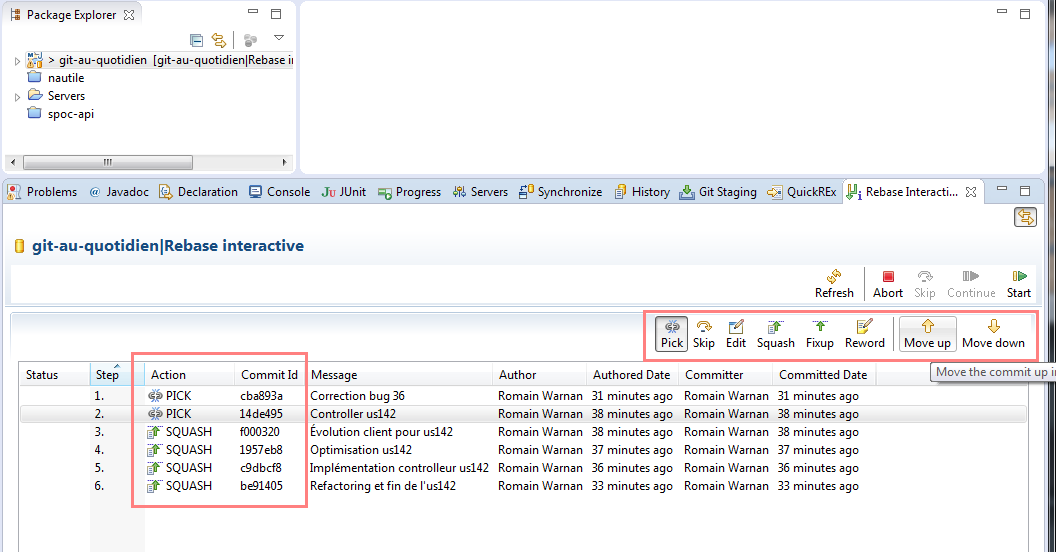 Package Explorer
> git-au-quotidien [git-au-quotidien|Rebase in
nautile
Servers
spoc-api
Problems @ Javadoc Declaration Console JUnit Progress Servers Synchronize History Git Staging QuickREx Rebase Interacti...
git-au-quotidien|Rebase interactive
Refresh Abort Skip Continue Start
Pick Skip Edit Squash Fixup Reword Move up Move down
Move the commit up in
Status Step Action Commit Id Message Author Authored Date Committer Committed Date
1. PICK cba893a Correction bug 36 Romain Warnan 31 minutes ago Romain Warnan 31 minutes ago
2. PICK 14de495 Controller us142 Romain Warnan 38 minutes ago Romain Warnan 38 minutes ago
3. SQUASH f000320 Évolution client pour us142 Romain Warnan 38 minutes ago Romain Warnan 38 minutes ago
4. SQUASH 1957eb8 Optimisation us142 Romain Warnan 37 minutes ago Romain Warnan 37 minutes ago
5. SQUASH c9dbcf8 Implémentation controlleur us142 Romain Warnan 36 minutes ago Romain Warnan 36 minutes ago
6. SQUASH be91405 Refactoring et fin de l'us142 Romain Warnan 33 minutes ago Romain Warnan 33 minutes ago